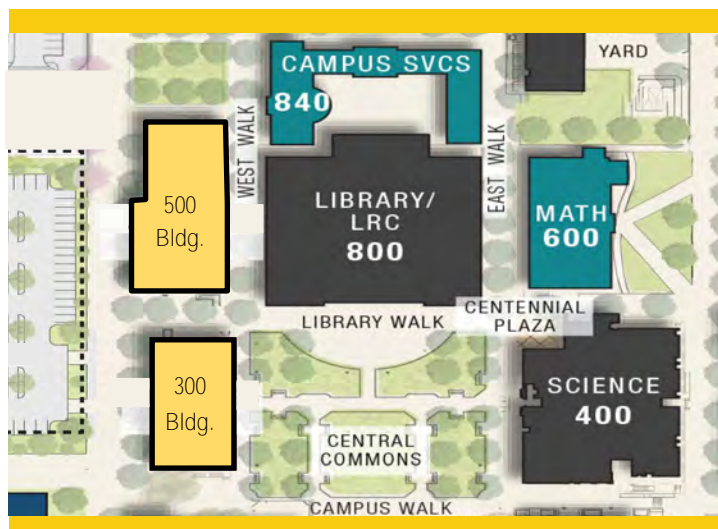 YARD
CAMPUS SVCS
840
WEST WALK
EAST WALK
500
Bldg.
LIBRARY/
LRC
800
MATH
600
CENTENNIAL
PLAZA
LIBRARY WALK
300
Bldg.
SCIENCE
400
CENTRAL
COMMONS
CAMPUS WALK